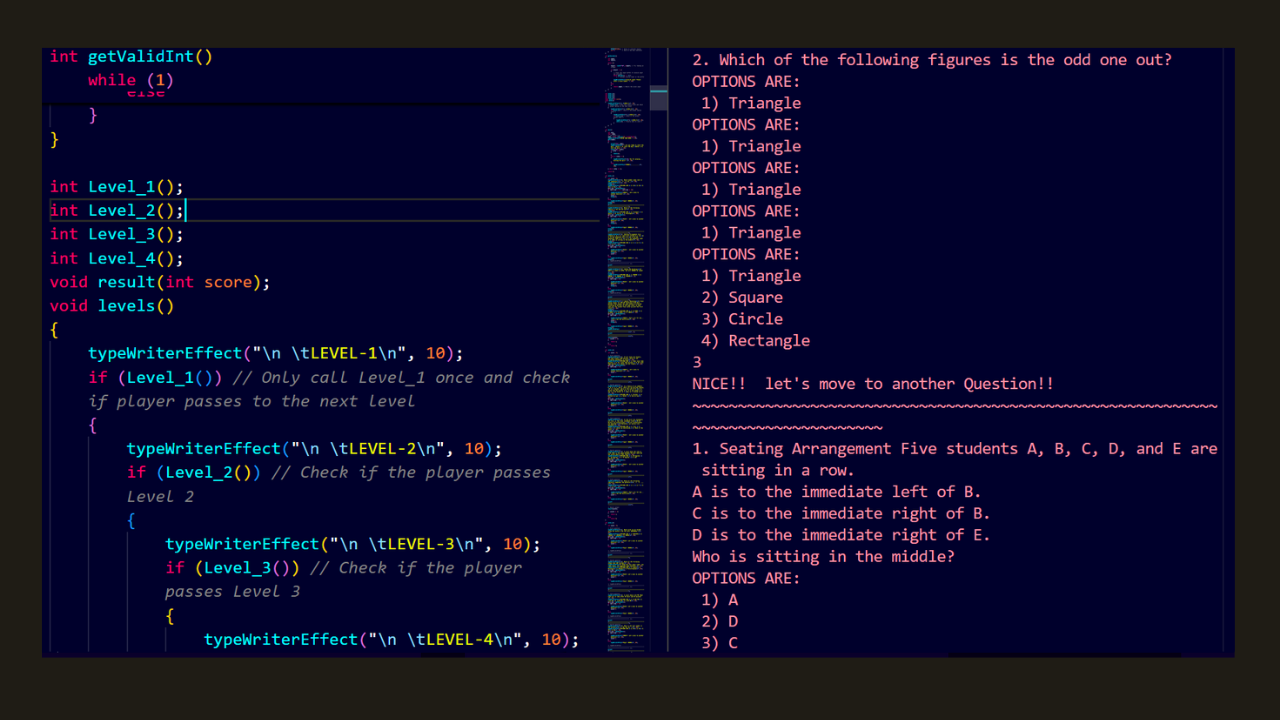 int getValidInt()
while (1)
else
}
}
int Level_1();
int Level_2();
int Level_3();
int Level_4();
void result(int score);
void levels()
{
typeWriterEffect("\n \tLEVEL-1\n", 10);
if (Level_1()) // Only call Level_1 once and check
if player passes to the next level
{
typeWriterEffect("\n \tLEVEL-2\n", 10);
if (Level_2()) // Check if the player passes
Level 2
{
typeWriterEffect("\n \tLEVEL-3\n", 10);
if (Level_3()) // Check if the player
passes Level 3
{
typeWriterEffect("\n \tLEVEL-4\n", 10);
2. Which of the following figures is the odd one out?
OPTIONS ARE:
1) Triangle
OPTIONS ARE:
1) Triangle
OPTIONS ARE:
1) Triangle
OPTIONS ARE:
1) Triangle
OPTIONS ARE:
1) Triangle
2) Square
3) Circle
4) Rectangle
3
NICE!!  let's move to another Question!!
~~~~~~~~~~~~~~~~~~~~~~~~~~~~~~~~~~~~~~~~~~~~~~~~~~~~~~~~~~
~~~~~~~~~~~~~~~~~~~~~
1. Seating Arrangement Five students A, B, C, D, and E are
sitting in a row.
A is to the immediate left of B.
C is to the immediate right of B.
D is to the immediate right of E.
Who is sitting in the middle?
OPTIONS ARE:
1) A
2) D
3) C